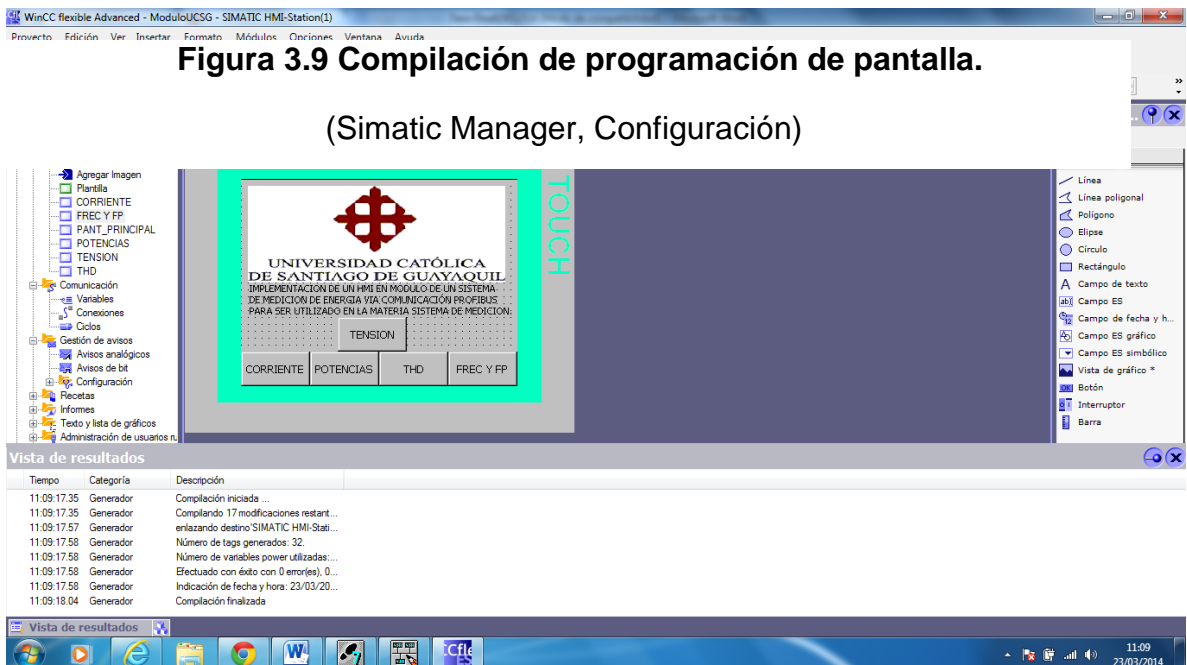 WinCC flexible Advanced - ModuloUCSG - SIMATIC HMI-Station(1)
Proyecto Edición Ver Insertar Formato Módulos Opciones Ventana Ayuda
Figura 3.9 Compilación de programación de pantalla.
(Simatic Manager, Configuración)
Agregar Imagen
Plantilla
CORRIENTE
FREC Y FP
PANT_PRINCIPAL
POTENCIAS
TENSION
THD
Comunicación
Variables
Conexiones
Ciclos
Gestión de avisos
Avisos analógicos
Avisos de bit
Configuración
Recetas
Informes
Texto y lista de gráficos
Administración de usuarios ru
TOUCH
UNIVERSIDAD CATÓLICA
DE SANTIAGO DE GUAYAQUIL
IMPLEMENTACION DE UN HMI EN MODULO DE UN SISTEMA
DE MEDICION DE ENERGIA VIA COMUNICACIÓN PROFIBUS
PARA SER UTILIZADO EN LA MATERIA SISTEMA DE MEDICION:
TENSION
CORRIENTE POTENCIAS THD FREC Y FP
Línea
Línea poligonal
Polígono
Elipse
Círculo
Rectángulo
A Campo de texto
Campo ES
Campo de fecha y h...
Campo ES gráfico
Campo ES simbólico
Vista de gráfico *
OK Botón
Interruptor
Barra
Vista de resultados
Tiempo Categoría Descripción
11:09:17.35 Generador Compilación iniciada ...
11:09:17.35 Generador Compilando 17 modificaciones restant...
11:09:17.57 Generador enlazando destino'SIMATIC HMI-Stati...
11:09:17.58 Generador Número de tags generados: 32.
11:09:17.58 Generador Número de variables power utilizadas:...
11:09:17.58 Generador Efectuado con éxito con 0 error(es), 0...
11:09:17.58 Generador Indicación de fecha y hora: 23/03/20...
11:09:18.04 Generador Compilación finalizada
Vista de resultados
11:09
23/03/2014